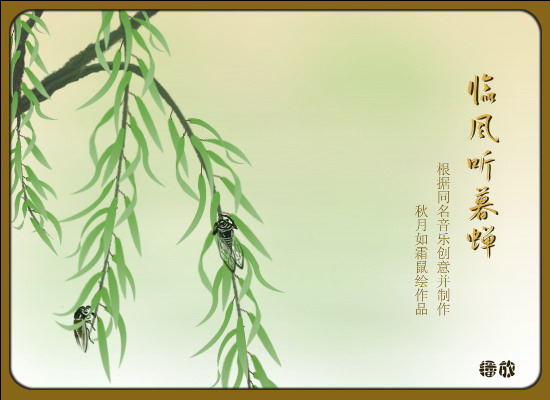 临风听暮蝉
根据同名音乐创意并制作
秋月如霜鼠绘作品
播放